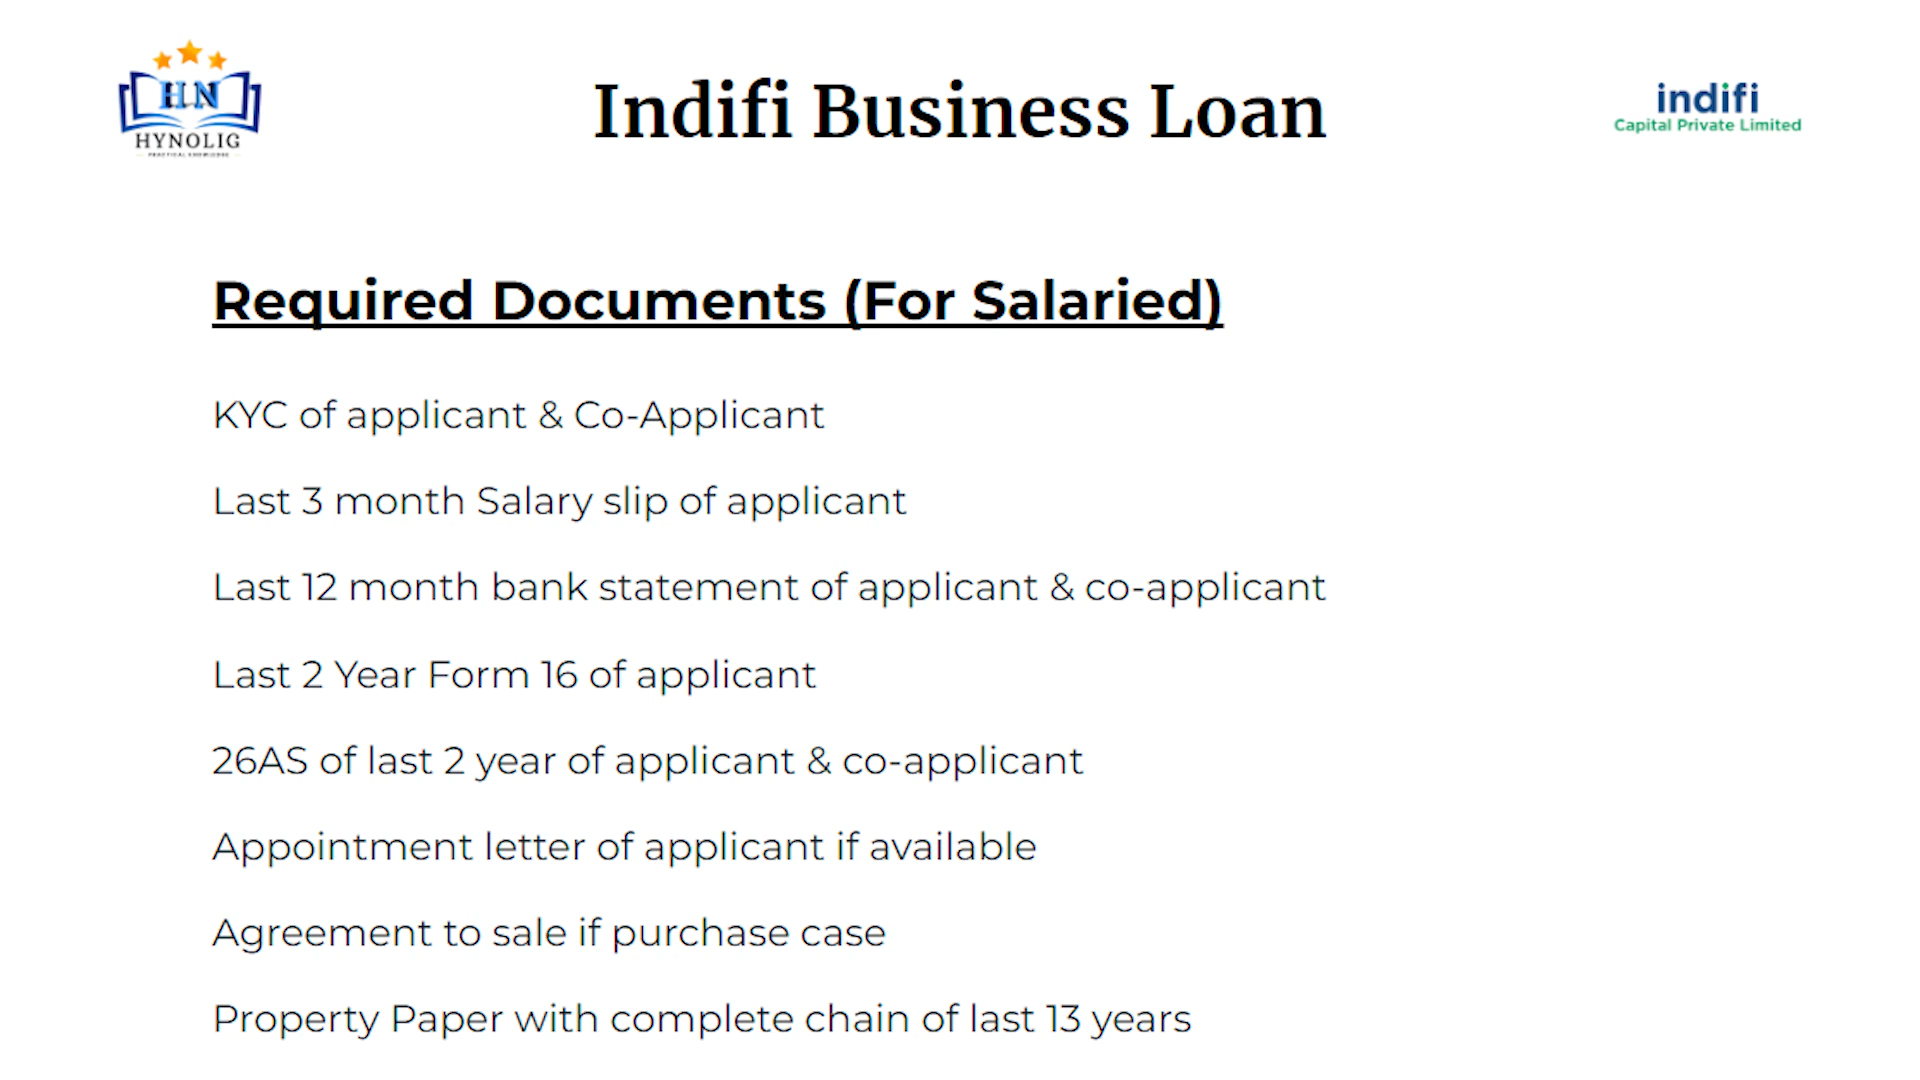 HN
HYNOLIG
PRACTICAL KNOWLEDGE
Indifi Business Loan
indifi
Capital Private Limited
Required Documents (For Salaried)
KYC of applicant & Co-Applicant
Last 3 month Salary slip of applicant
Last 12 month bank statement of applicant & co-applicant
Last 2 Year Form 16 of applicant
26AS of last 2 year of applicant & co-applicant
Appointment letter of applicant if available
Agreement to sale if purchase case
Property Paper with complete chain of last 13 years